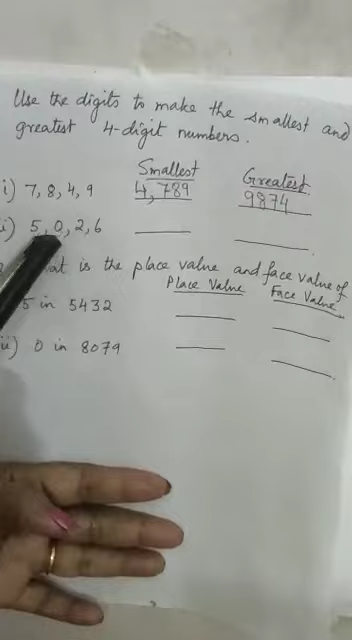 Use the digits to make the smallest and
greatest 4-digit numbers.
Smallest Greatest
i) 7, 8, 4, 9 4,789 9874
i) 5, 0, 2, 6
at is the place value and face value of
Place Value Face Value
5 in 5432
ii) 0 in 8079